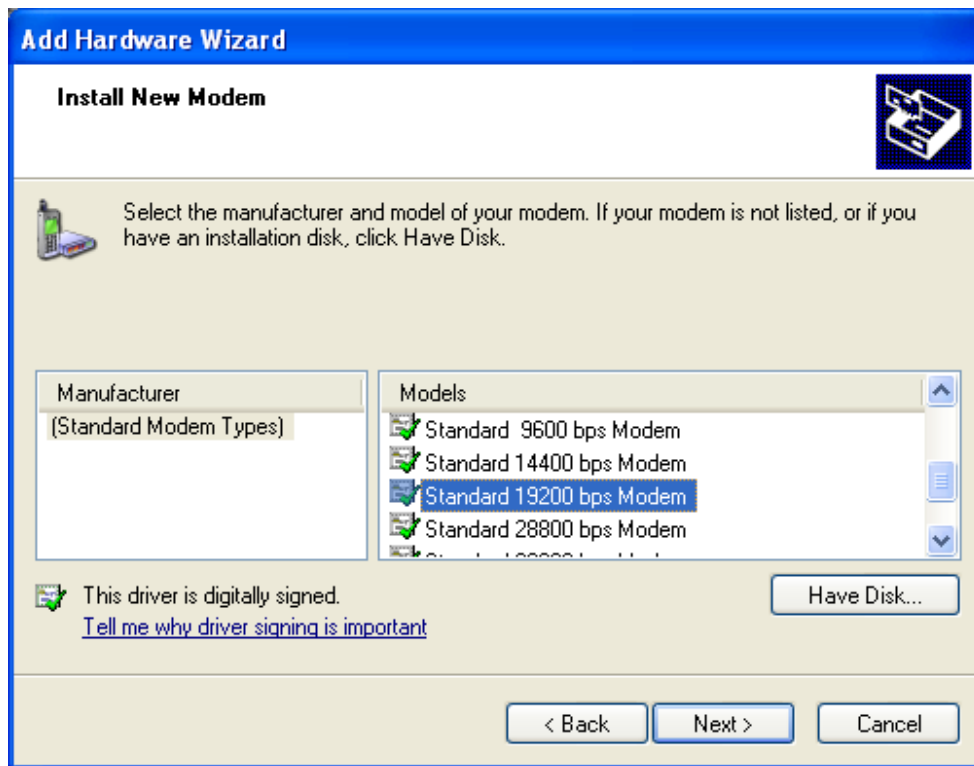 Add Hardware Wizard
Install New Modem
Select the manufacturer and model of your modem. If your modem is not listed, or if you
have an installation disk, click Have Disk.
Manufacturer
(Standard Modem Types)
Models
Standard  9600 bps Modem
Standard 14400 bps Modem
Standard 19200 bps Modem
Standard 28800 bps Modem
This driver is digitally signed.
Tell me why driver signing is important
Have Disk...
< Back
Next >
Cancel